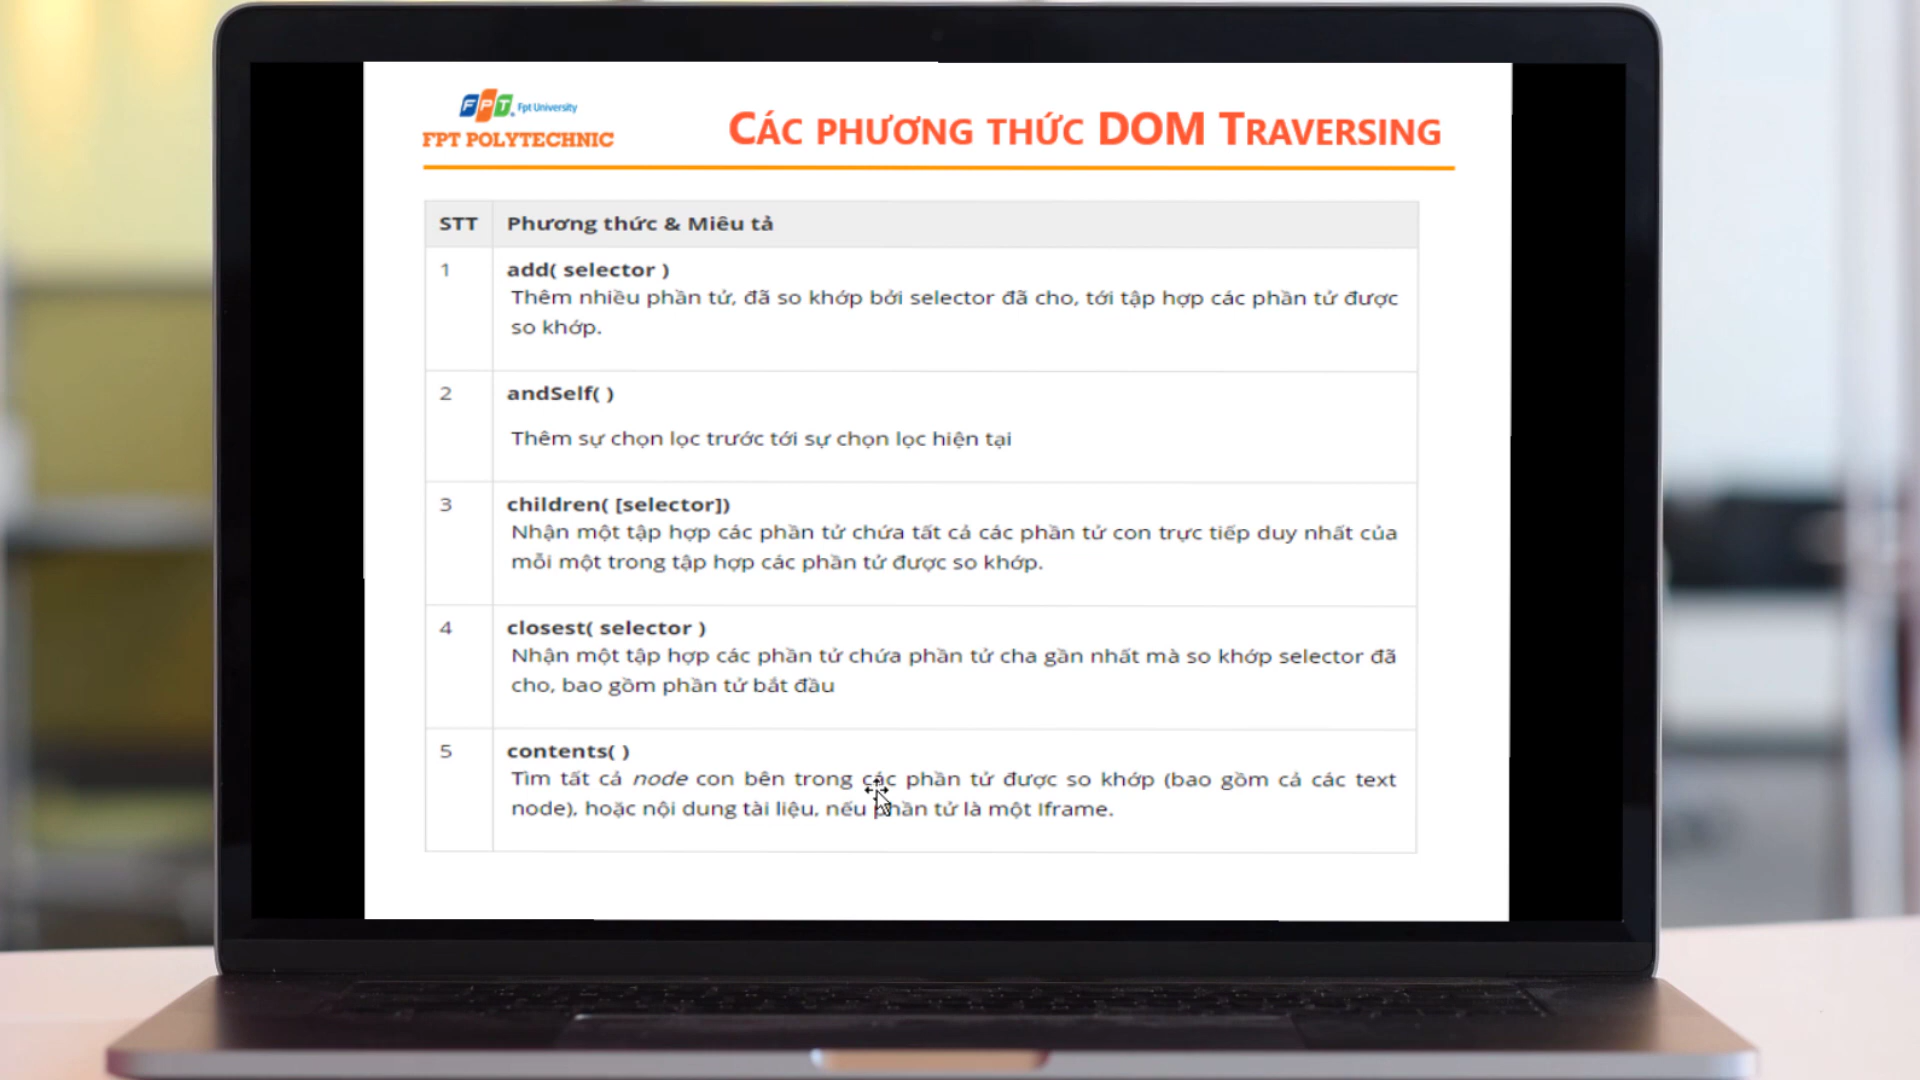 FPT. Fpt University
FPT POLYTECHNIC
CÁC PHƯƠNG THỨC DOM TRAVERSING
STT Phương thức & Miêu tả
1 add( selector )
Thêm nhiều phần tử, đã so khớp bởi selector đã cho, tới tập hợp các phần tử được
so khớp.
2 andSelf( )
Thêm sự chọn lọc trước tới sự chọn lọc hiện tại
3 children( [selector])
Nhận một tập hợp các phần tử chứa tất cả các phần tử con trực tiếp duy nhất của
mỗi một trong tập hợp các phần tử được so khớp.
4 closest( selector )
Nhận một tập hợp các phần tử chứa phần tử cha gần nhất mà so khớp selector đã
cho, bao gồm phần tử bắt đầu
5 contents( )
Tìm tất cả node con bên trong các phần tử được so khớp (bao gồm cả các text
node), hoặc nội dung tài liệu, nếu phần tử là một Iframe.